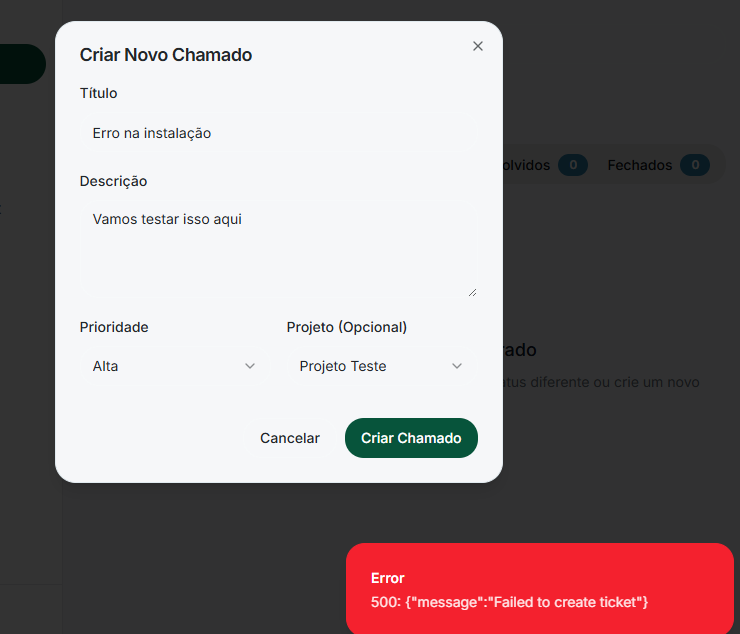 Criar Novo Chamado
Título
Erro na instalação
Descrição
Vamos testar isso aqui
Prioridade
Projeto (Opcional)
Alta
Projeto Teste
Cancelar
Criar Chamado
olvidos 0 Fechados 0
rado
tus diferente ou crie um novo
Error
500: {"message":"Failed to create ticket"}